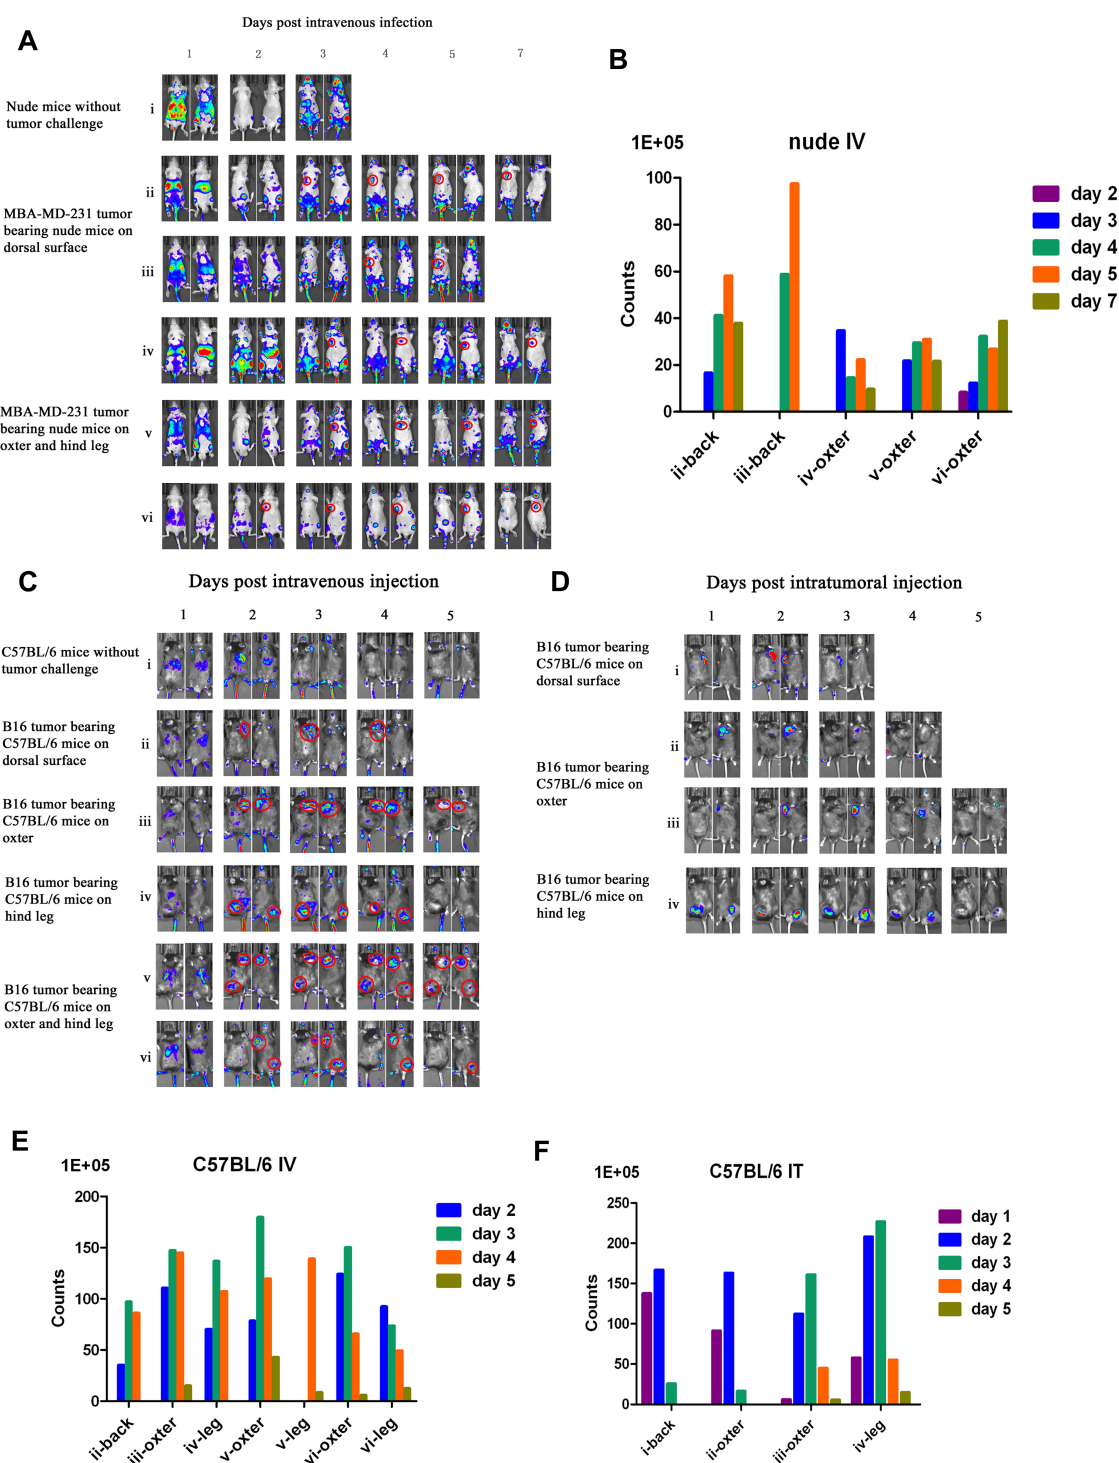 A
Days post intravenous infection
1 2 3 4 5 7
Nude mice without
tumor challenge
i
ii
MBA-MD-231 tumor
bearing nude mice on
dorsal surface
iii
iv
MBA-MD-231 tumor
bearing nude mice on
oxter and hind leg
v
vi
B
1E+05 nude IV
Counts
100
80
60
40
20
0
ii-back iii-back iv-oxter v-oxter vi-oxter
day 2
day 3
day 4
day 5
day 7
C
Days post intravenous injection
1 2 3 4 5
C57BL/6 mice without
tumor challenge
i
B16 tumor bearing
C57BL/6 mice on
dorsal surface
ii
B16 tumor bearing
C57BL/6 mice on
oxter
iii
B16 tumor bearing
C57BL/6 mice on
hind leg
iv
v
B16 tumor bearing
C57BL/6 mice on
oxter and hind leg
vi
D
Days post intratumoral injection
1 2 3 4 5
B16 tumor bearing
C57BL/6 mice on
dorsal surface
i
ii
B16 tumor bearing
C57BL/6 mice on
oxter
iii
B16 tumor bearing
C57BL/6 mice on
hind leg
iv
E
1E+05 C57BL/6 IV
Counts
200
150
100
50
0
ii-back iii-oxter iv-leg v-oxter v-leg vi-oxter vi-leg
day 2
day 3
day 4
day 5
F
1E+05 C57BL/6 IT
Counts
250
200
150
100
50
0
i-back ii-oxter iii-oxter iv-leg
day 1
day 2
day 3
day 4
day 5